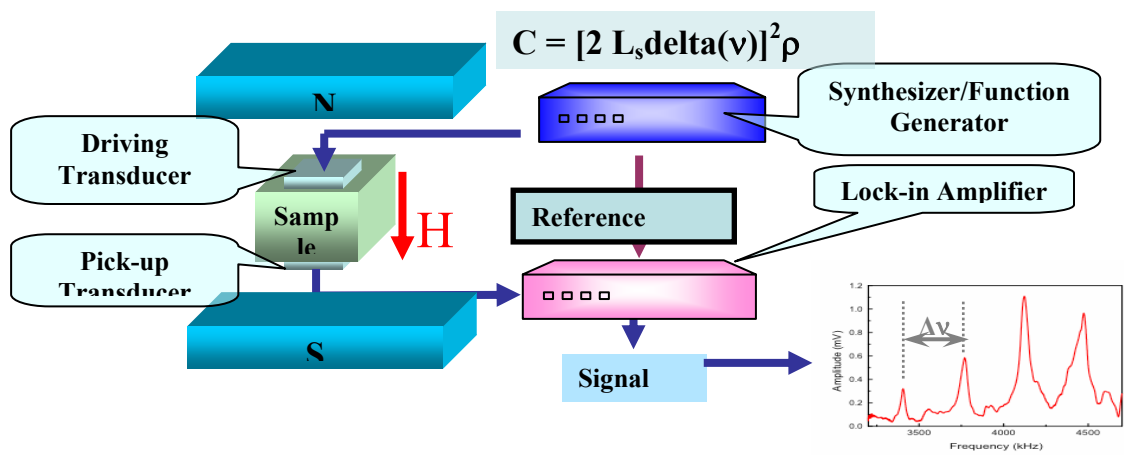 C = [2 Lsdelta(ν)]²ρ
N
Synthesizer/Function
Generator
Driving
Transducer
Lock-in Amplifier
Samp
le
H
Reference
Pick-up
Transducer
S
Signal
Δν
1.2
1.0
0.8
0.6
0.4
0.2
0.0
Amplitude (mV)
3500
4000
4500
Frequency (kHz)